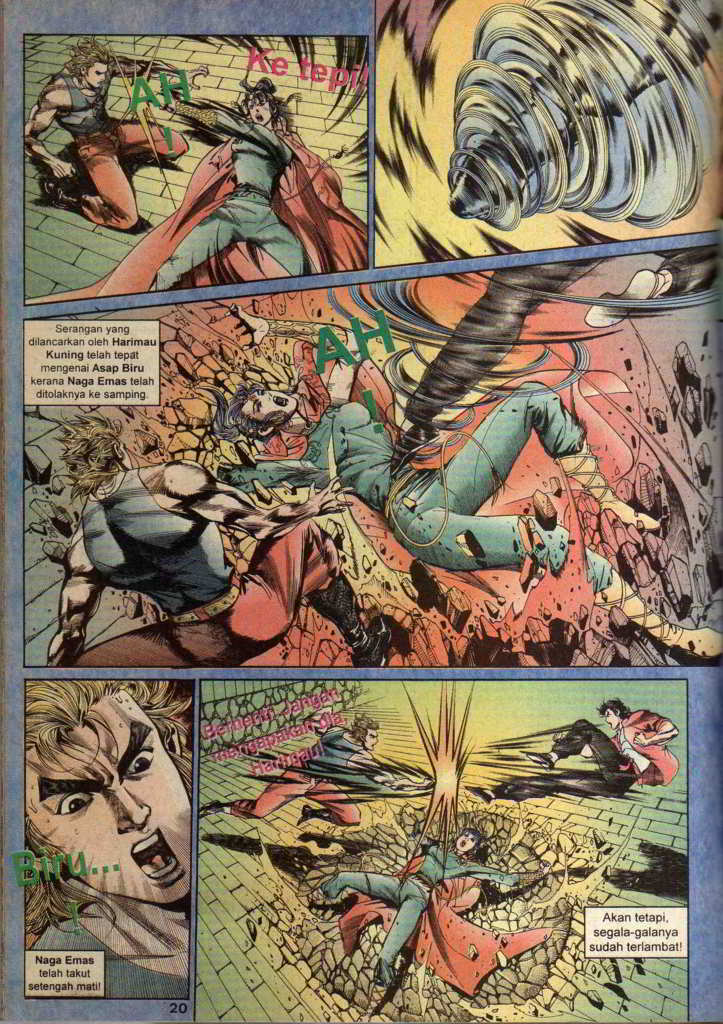 Ke tepi!
AH
!
Serangan yang
dilancarkan oleh Harimau
Kuning telah tepat
mengenai Asap Biru
kerana Naga Emas telah
ditolaknya ke samping.
AH
!
Biru...
!
Naga Emas
telah takut
setengah mati!
Berhenti! Jangan
mengapakan dia
Harimau!
Akan tetapi,
segala-galanya
sudah terlambat!
20